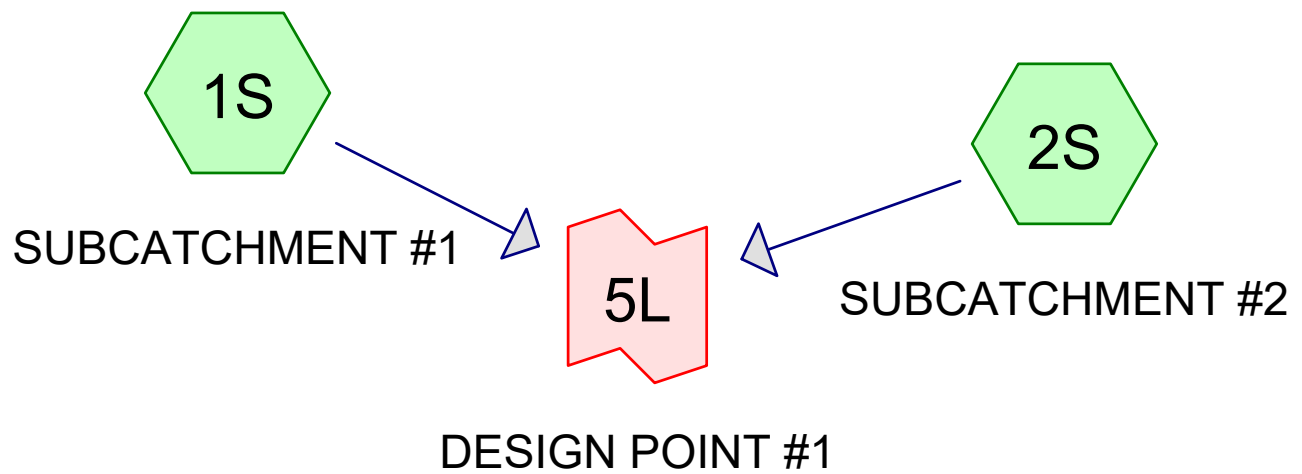 1S
SUBCATCHMENT #1
2S
SUBCATCHMENT #2
5L
DESIGN POINT #1